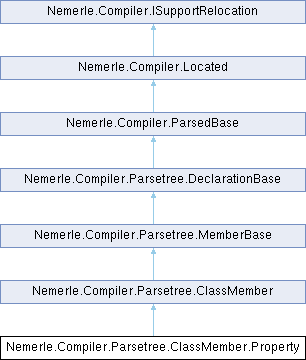 Nemerle.Compiler.ISupportRelocation
Nemerle.Compiler.Located
Nemerle.Compiler.ParsedBase
Nemerle.Compiler.Parsetree.DeclarationBase
Nemerle.Compiler.Parsetree.MemberBase
Nemerle.Compiler.Parsetree.ClassMember
Nemerle.Compiler.Parsetree.ClassMember.Property